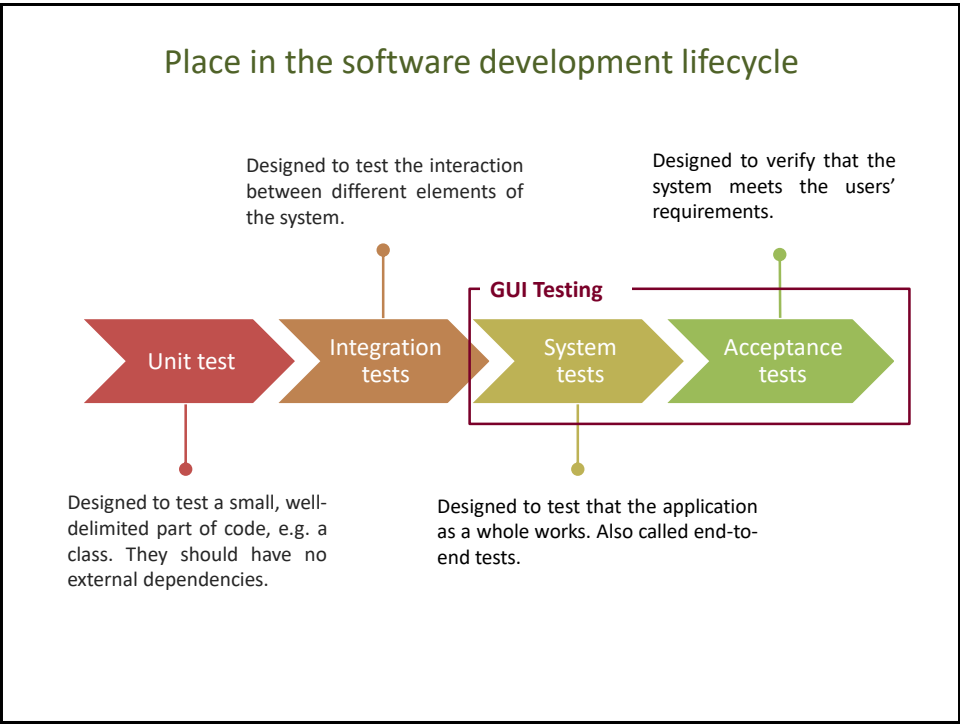 Place in the software development lifecycle
Designed to test the interaction
between different elements of
the system.
Designed to verify that the
system meets the users’
requirements.
GUI Testing
Unit test
Integration
tests
System
tests
Acceptance
tests
Designed to test a small, well-
delimited part of code, e.g. a
class. They should have no
external dependencies.
Designed to test that the application
as a whole works. Also called end-to-
end tests.